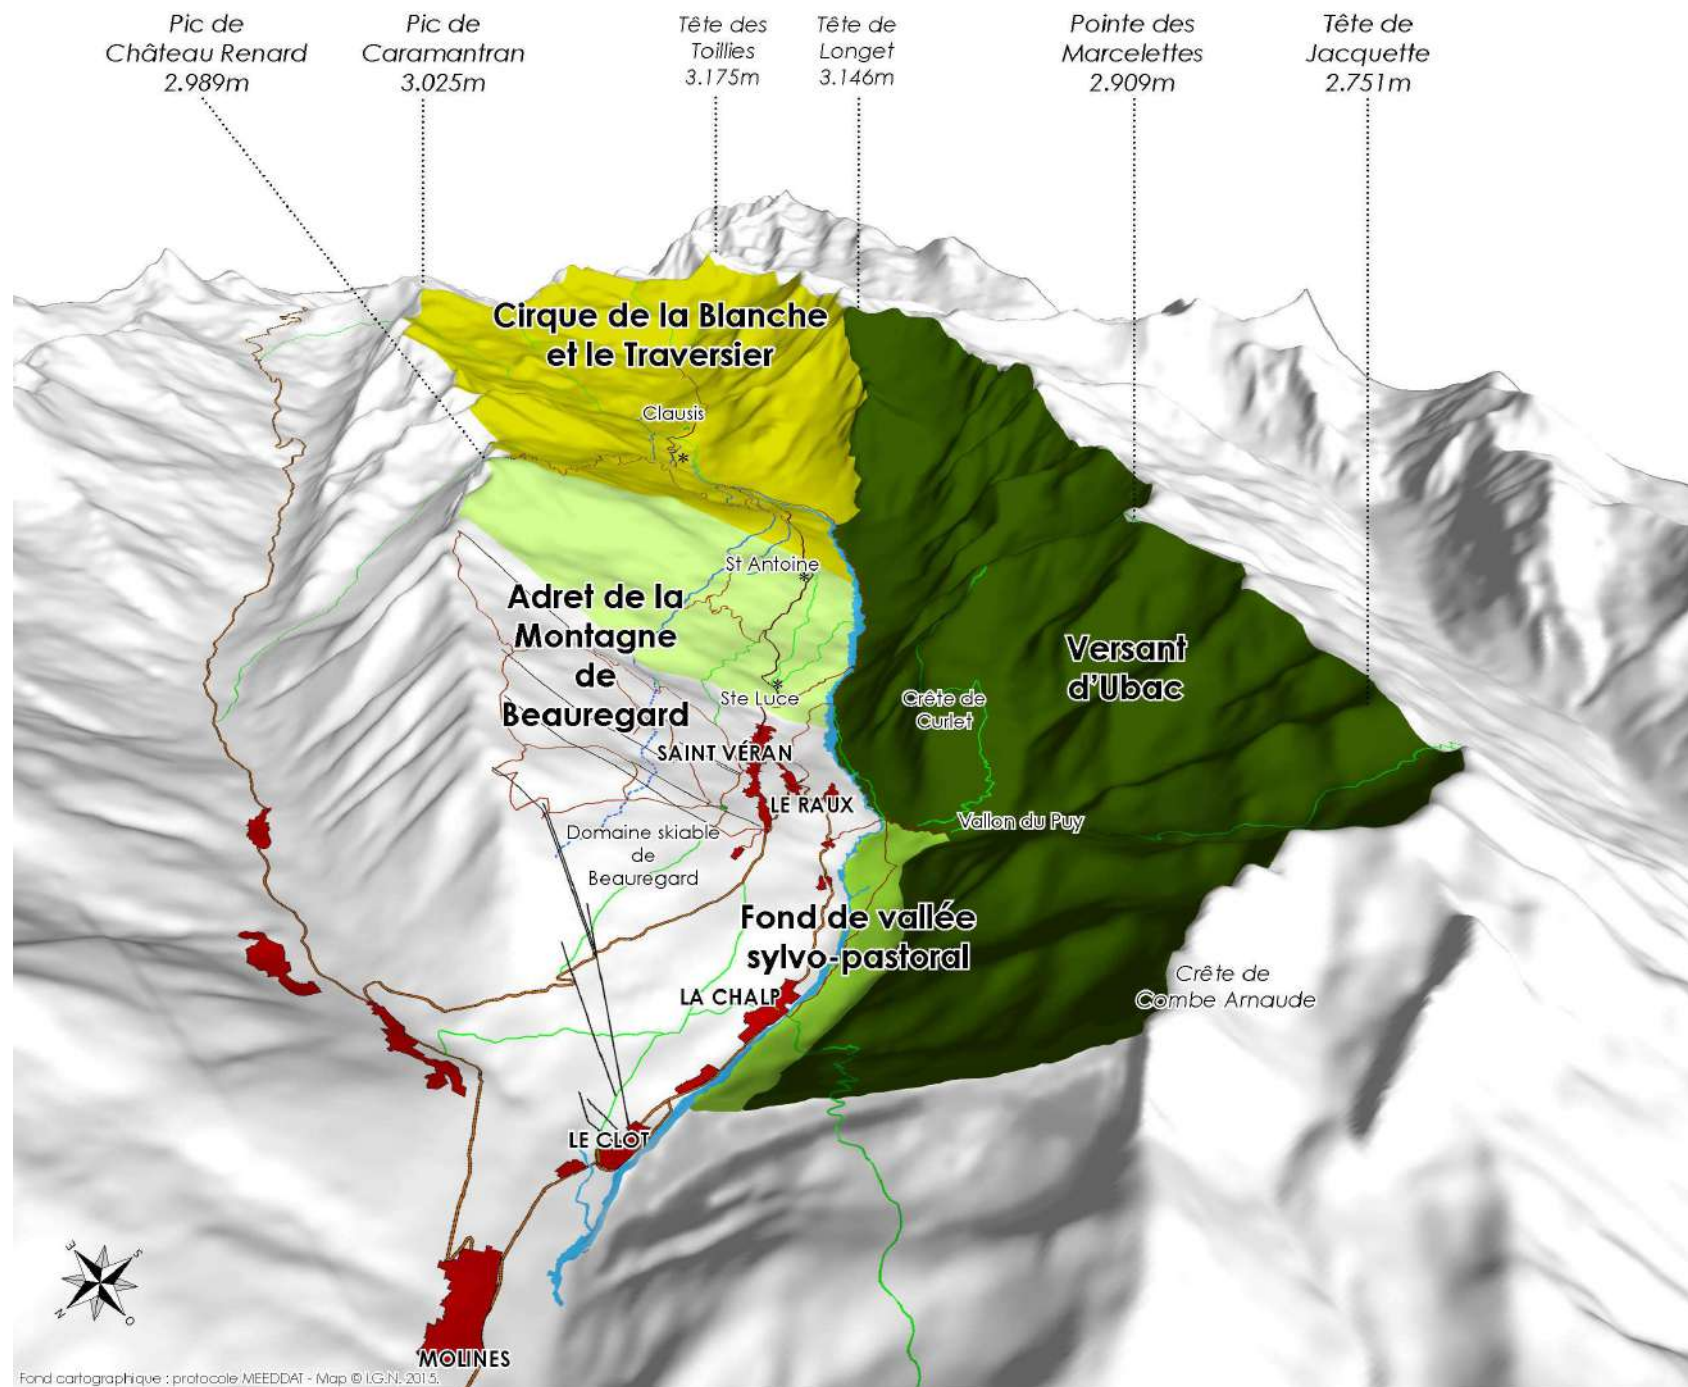 Pic de
Château Renard
2.989m
Pic de
Caramantran
3.025m
Tête des
Toillies
3.175m
Tête de
Longet
3.146m
Pointe des
Marcelettes
2.909m
Tête de
Jacquette
2.751m
Cirque de la Blanche
et le Traversier
Clausis
*
St Antoine
*
Adret de la
Montagne
de
Beauregard
Versant
d'Ubac
Ste Luce
*
Crête de
Curlet
SAINT VÉRAN
LE RAUX
Vallon du Puy
Domaine skiable
de
Beauregard
Fond de vallée
sylvo-pastoral
Crête de
Combe Arnaude
LA CHALP
LE CLOT
E
S
N
O
MOLINES
Fond cartographique : protocole MEEDDAT - Map © I.G.N. 2015.